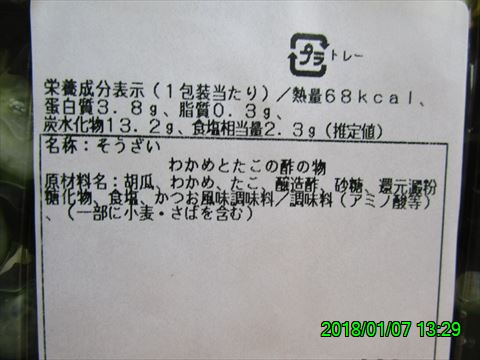 プラ トレー
栄養成分表示(1包装当たり)/熱量68kcal、
蛋白質3.8g、脂質0.3g、
炭水化物13.2g、食塩相当量2.3g(推定値)
名称:そうざい
わかめとたこの酢の物
原材料名:胡瓜、わかめ、たこ、醸造酢、砂糖、還元澱粉
糖化物、食塩、かつお風味調味料/調味料(アミノ酸等)
、(一部に小麦・さばを含む)
2018/01/07 13:29